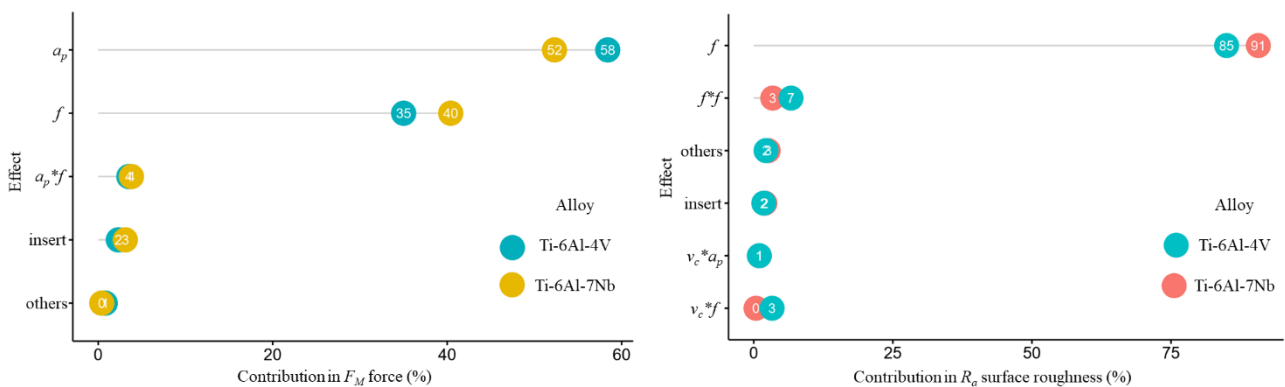 a_p
52
58
f
35
40
a_p*f
4
insert
23
others
0
1
Effect
Alloy
Ti-6Al-4V
Ti-6Al-7Nb
0
20
40
60
Contribution in F_M force (%)
f
85
91
f*f
3
7
others
2
3
insert
2
v_c*a_p
1
v_c*f
0
3
Effect
Alloy
Ti-6Al-4V
Ti-6Al-7Nb
0
25
50
75
Contribution in R_a surface roughness (%)